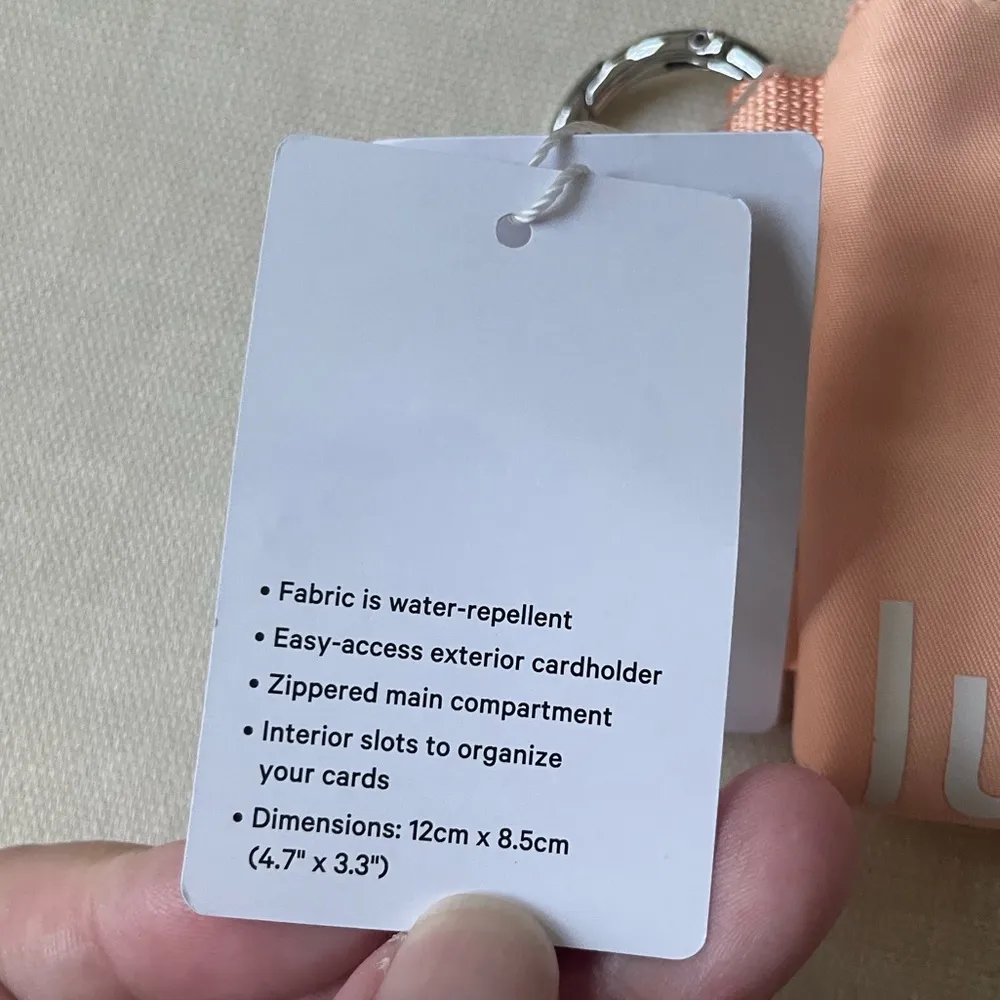 • Fabric is water-repellent
• Easy-access exterior cardholder
• Zippered main compartment
• Interior slots to organize
your cards
• Dimensions: 12cm x 8.5cm
(4.7" x 3.3")
lu